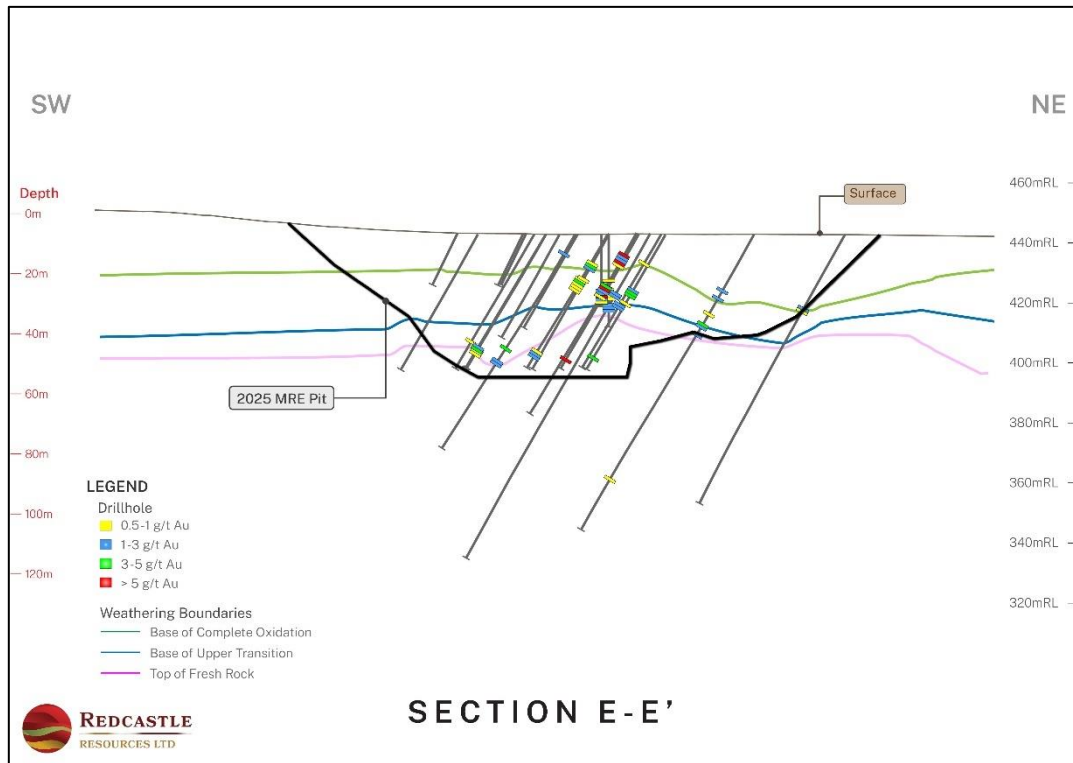 SW
NE
Depth
0m
20m
40m
60m
80m
100m
120m
460mRL
440mRL
420mRL
400mRL
380mRL
360mRL
340mRL
320mRL
Surface
2025 MRE Pit
LEGEND
Drillhole
0.5-1 g/t Au
1-3 g/t Au
3-5 g/t Au
> 5 g/t Au
Weathering Boundaries
Base of Complete Oxidation
Base of Upper Transition
Top of Fresh Rock
REDCASTLE
RESOURCES LTD
SECTION E-E'